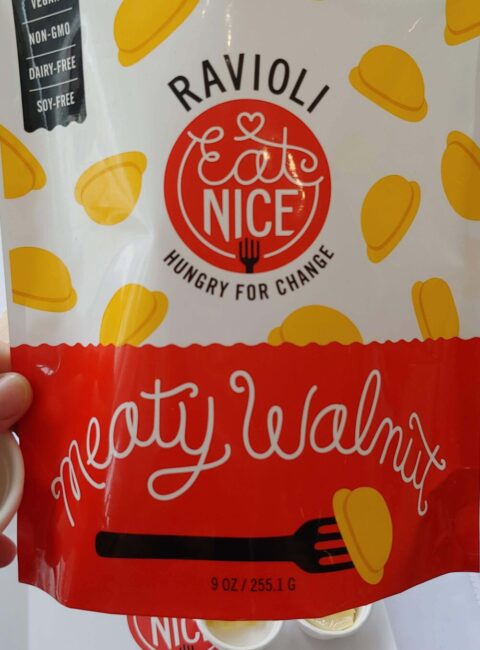 VEGAN
NON-GMO
DAIRY-FREE
SOY-FREE
RAVIOLI
Eat
NICE
HUNGRY FOR CHANGE
Meaty Walnut
9 OZ / 255.1 G
NICE